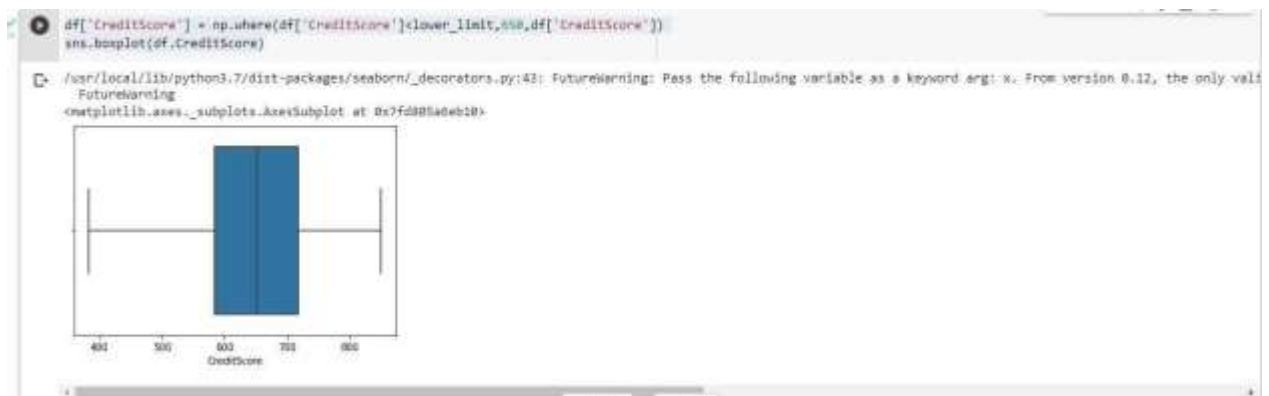 df['CreditScore'] = np.where(df['CreditScore']<lower_limit,650,df['CreditScore'])
sns.boxplot(df.CreditScore)
/usr/local/lib/python3.7/dist-packages/seaborn/_decorators.py:43: FutureWarning: Pass the following variable as a keyword arg: x. From version 0.12, the only vali
FutureWarning
<matplotlib.axes._subplots.AxesSubplot at
400 500 600 700 800
CreditScore